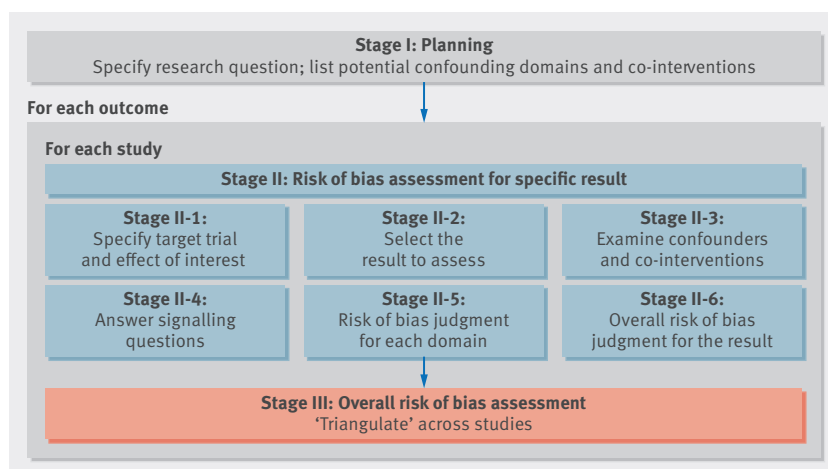 Stage I: Planning
Specify research question; list potential confounding domains and co-interventions
For each outcome
For each study
Stage II: Risk of bias assessment for specific result
Stage II-1:
Specify target trial
and effect of interest
Stage II-2:
Select the
result to assess
Stage II-3:
Examine confounders
and co-interventions
Stage II-4:
Answer signalling
questions
Stage II-5:
Risk of bias judgment
for each domain
Stage II-6:
Overall risk of bias
judgment for the result
Stage III: Overall risk of bias assessment
‘Triangulate’ across studies